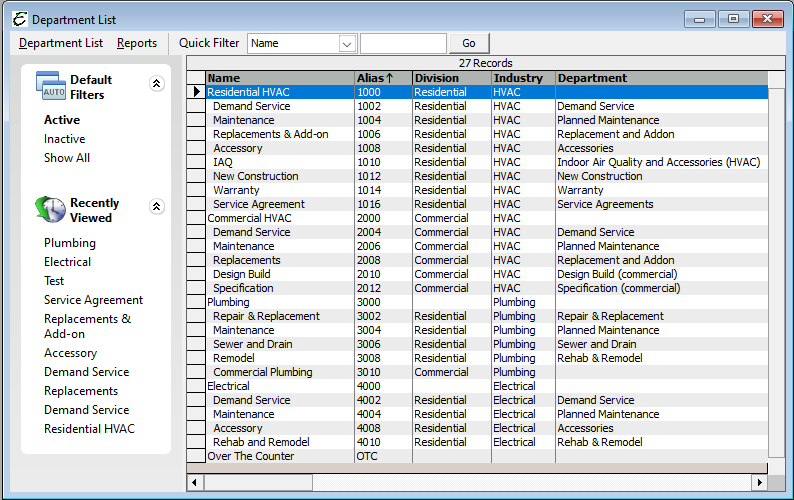 Department List
Department List Reports Quick Filter Name Go
Default
Filters
AUTO
Active
Inactive
Show All
Recently
Viewed
Plumbing
Electrical
Test
Service Agreement
Replacements &
Add-on
Accessory
Demand Service
Replacements
Demand Service
Residential HVAC
27 Records
Name Alias Division Industry Department
Residential HVAC 1000 Residential HVAC
Demand Service 1002 Residential HVAC Demand Service
Maintenance 1004 Residential HVAC Planned Maintenance
Replacements & Add-on 1006 Residential HVAC Replacement and Addon
Accessory 1008 Residential HVAC Accessories
IAQ 1010 Residential HVAC Indoor Air Quality and Accessories (HVAC)
New Construction 1012 Residential HVAC New Construction
Warranty 1014 Residential HVAC Warranty
Service Agreement 1016 Residential HVAC Service Agreements
Commercial HVAC 2000 Commercial HVAC
Demand Service 2004 Commercial HVAC Demand Service
Maintenance 2006 Commercial HVAC Planned Maintenance
Replacements 2008 Commercial HVAC Replacement and Addon
Design Build 2010 Commercial HVAC Design Build (commercial)
Specification 2012 Commercial HVAC Specification (commercial)
Plumbing 3000 Plumbing
Repair & Replacement 3002 Residential Plumbing Repair & Replacement
Maintenance 3004 Residential Plumbing Planned Maintenance
Sewer and Drain 3006 Residential Plumbing Sewer and Drain
Remodel 3008 Residential Plumbing Rehab & Remodel
Commercial Plumbing 3010 Commercial Plumbing
Electrical 4000 Electrical
Demand Service 4002 Residential Electrical Demand Service
Maintenance 4004 Residential Electrical Planned Maintenance
Accessory 4008 Residential Electrical Accessories
Rehab and Remodel 4010 Residential Electrical Rehab & Remodel
Over The Counter OTC